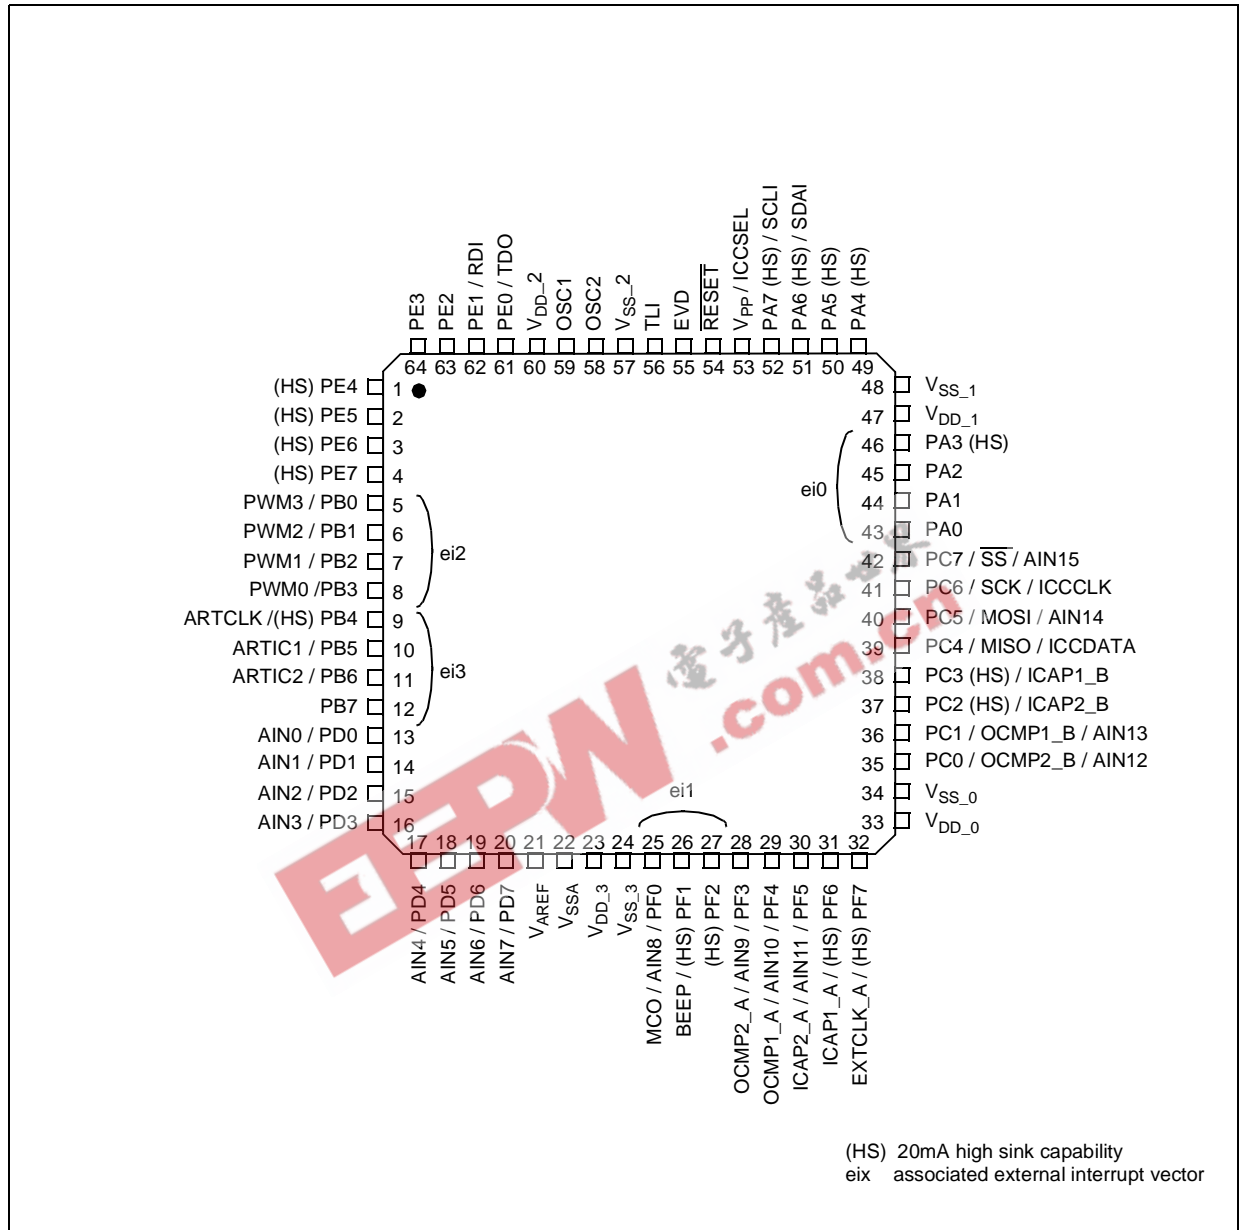 PE3
PE2
PE1 / RDI
PE0 / TDO
VDD_2
OSC1
OSC2
VSS_2
TLI
EVD
RESET
VPP / ICCSEL
PA7 (HS) / SCLI
PA6 (HS) / SDAI
PA5 (HS)
PA4 (HS)
64 63 62 61 60 59 58 57 56 55 54 53 52 51 50 49
(HS) PE4 1
(HS) PE5 2
(HS) PE6 3
(HS) PE7 4
PWM3 / PB0 5
PWM2 / PB1 6
PWM1 / PB2 7
PWM0 /PB3 8
ei2
ARTCLK /(HS) PB4 9
ARTIC1 / PB5 10
ARTIC2 / PB6 11
PB7 12
ei3
AIN0 / PD0 13
AIN1 / PD1 14
AIN2 / PD2 15
AIN3 / PD3 16
48 VSS_1
47 VDD_1
46 PA3 (HS)
45 PA2
44 PA1
43 PA0
ei0
42 PC7 / SS / AIN15
41 PC6 / SCK / ICCCLK
40 PC5 / MOSI / AIN14
39 PC4 / MISO / ICCDATA
38 PC3 (HS) / ICAP1_B
37 PC2 (HS) / ICAP2_B
36 PC1 / OCMP1_B / AIN13
35 PC0 / OCMP2_B / AIN12
34 VSS_0
33 VDD_0
ei1
17 18 19 20 21 22 23 24 25 26 27 28 29 30 31 32
AIN4 / PD4
AIN5 / PD5
AIN6 / PD6
AIN7 / PD7
VAREF
VSSA
VDD_3
VSS_3
MCO / AIN8 / PF0
BEEP / (HS) PF1
(HS) PF2
OCMP2_A / AIN9 / PF3
OCMP1_A / AIN10 / PF4
ICAP2_A / AIN11 / PF5
ICAP1_A / (HS) PF6
EXTCLK_A / (HS) PF7
EEPW
電子產品世界
.com.cn
(HS) 20mA high sink capability
eix associated external interrupt vector